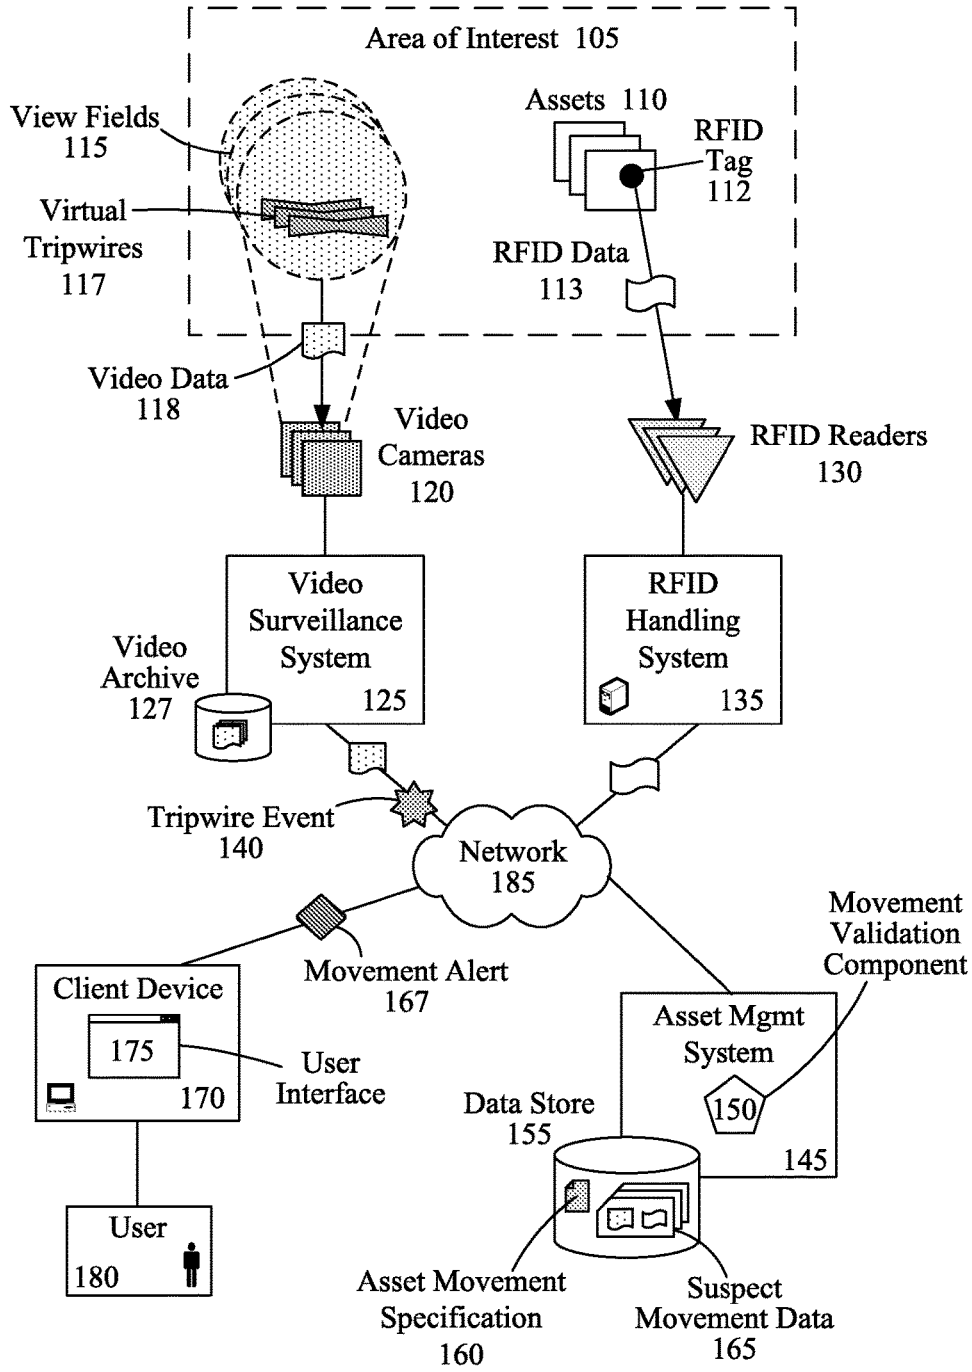 Area of Interest 105
View Fields
115
Assets 110
RFID
Tag
112
Virtual
Tripwires
117
RFID Data
113
Video Data
118
Video
Cameras
120
RFID Readers
130
Video
Surveillance
System
125
RFID
Handling
System
135
Video
Archive
127
Tripwire Event
140
Network
185
Movement Alert
167
Movement
Validation
Component
Client Device
175
170
User
Interface
Asset Mgmt
System
150
145
Data Store
155
User
180
Asset Movement
Specification
160
Suspect
Movement Data
165